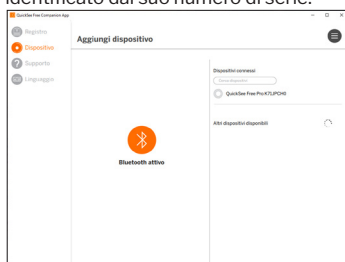 identificato dal suo numero di serie.
QuickSee Free Companion App
Registro
Aggiungi dispositivo
Dispositivo
Supporto
Linguaggio
Dispositivi connessi
QuickSee Free Pro K7LJPCH0
Altri dispositivi disponibili
Bluetooth attivo